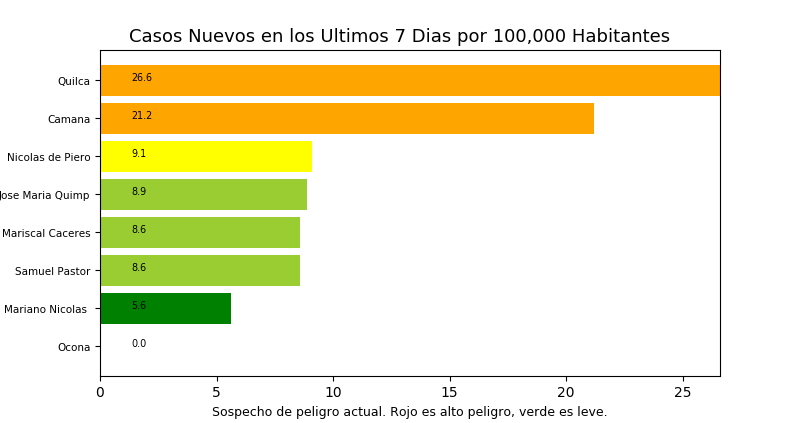 Casos Nuevos en los Ultimos 7 Dias por 100,000 Habitantes
Quilca 26.6
Camana 21.2
Nicolas de Piero 9.1
Jose Maria Quimp 8.9
Mariscal Caceres 8.6
Samuel Pastor 8.6
Mariano Nicolas 5.6
Ocona 0.0
0 5 10 15 20 25
Sospecho de peligro actual. Rojo es alto peligro, verde es leve.